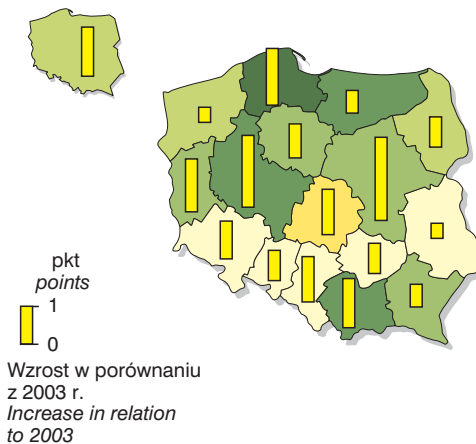 pkt
points
1
0
Wzrost w porównaniu
z 2003 r.
Increase in relation
to 2003